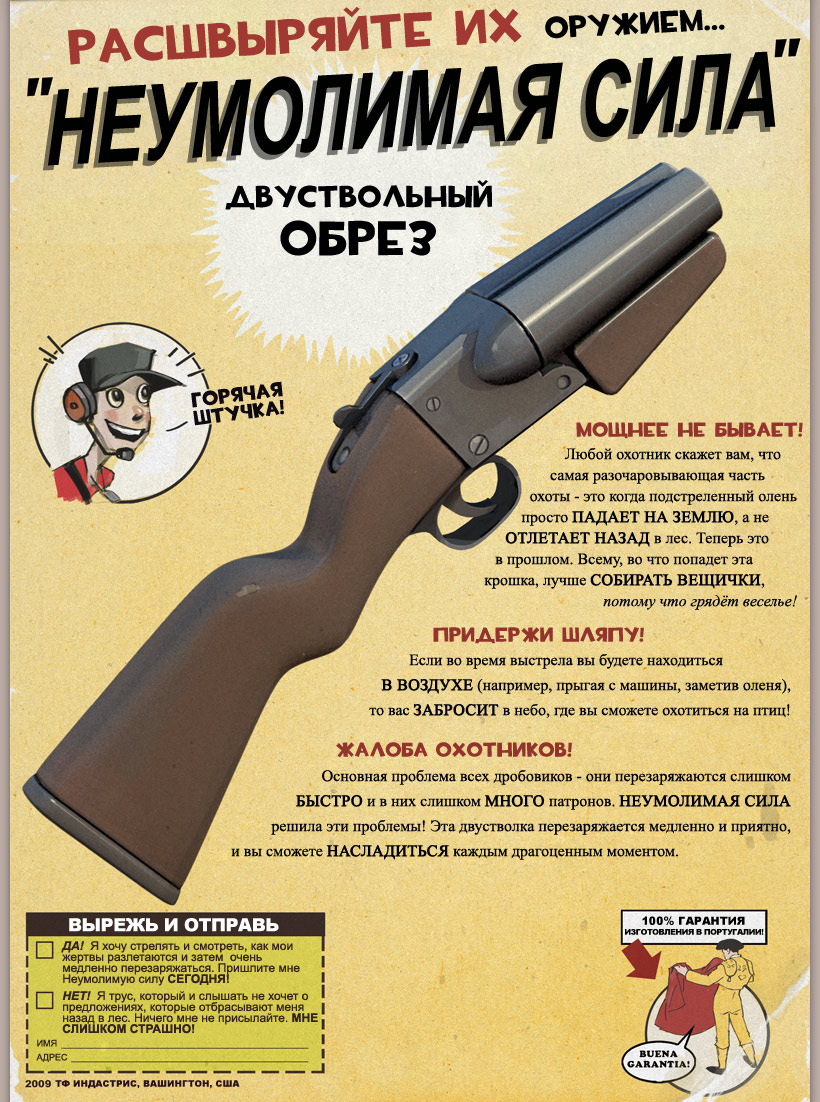 РАСШВЫРЯЙТЕ ИХ ОРУЖИЕМ...
"НЕУМОЛИМАЯ СИЛА"
ДВУСТВОЛЬНЫЙ
ОБРЕЗ
ГОРЯЧАЯ
ШТУЧКА!
МОЩНЕЕ НЕ БЫВАЕТ!
Любой охотник скажет вам, что
самая разочаровывающая часть
охоты - это когда подстреленный олень
просто ПАДАЕТ НА ЗЕМЛЮ, а не
ОТЛЕТАЕТ НАЗАД в лес. Теперь это
в прошлом. Всему, во что попадет эта
крошка, лучше СОБИРАТЬ ВЕЩИЧКИ,
потому что грядёт веселье!
ПРИДЕРЖИ ШЛЯПУ!
Если во время выстрела вы будете находиться
В ВОЗДУХЕ (например, прыгая с машины, заметив оленя),
то вас ЗАБРОСИТ в небо, где вы сможете охотиться на птиц!
ЖАЛОБА ОХОТНИКОВ!
Основная проблема всех дробовиков - они перезаряжаются слишком
БЫСТРО и в них слишком МНОГО патронов. НЕУМОЛИМАЯ СИЛА
решила эти проблемы! Эта двустволка перезаряжается медленно и приятно,
и вы сможете НАСЛАДИТЬСЯ каждым драгоценным моментом.
ВЫРЕЖЬ И ОТПРАВЬ
ДА! Я хочу стрелять и смотреть, как мои
жертвы разлетаются и затем очень
медленно перезаряжаться. Пришлите мне
Неумолимую силу СЕГОДНЯ!
НЕТ! Я трус, который и слышать не хочет о
предложениях, которые отбрасывают меня
назад в лес. Ничего мне не присылайте. МНЕ
СЛИШКОМ СТРАШНО!
ИМЯ
АДРЕС
2009 ТФ ИНДАСТРИС, ВАШИНГТОН, США
100% ГАРАНТИЯ
ИЗГОТОВЛЕНИЯ В ПОРТУГАЛИИ!
BUENA
GARANTIA!